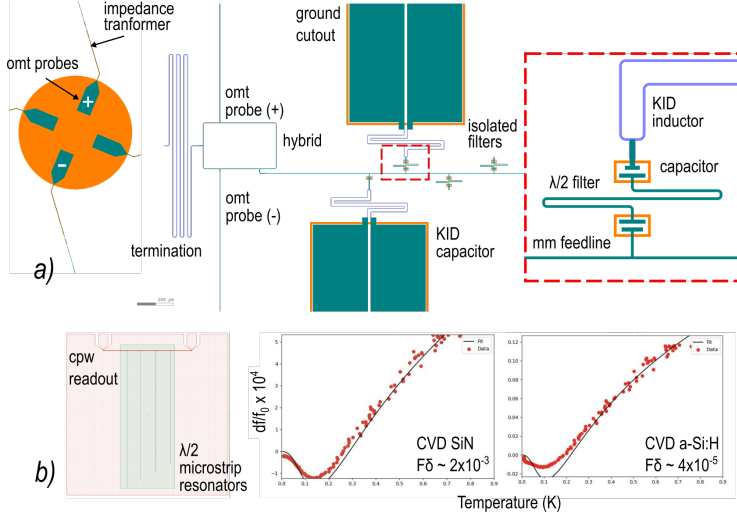 impedance
tranformer
omt probes
+
-
a)
termination
omt
probe (+)
hybrid
omt
probe (-)
ground
cutout
isolated
filters
KID
capacitor
KID
inductor
capacitor
λ/2 filter
mm feedline
b)
cpw
readout
λ/2
microstrip
resonators
df/f₀ x 10⁴
5
4
3
2
1
0
0.0 0.1 0.2 0.3 0.4 0.5 0.6 0.7 0.8 0.9
Fit
Data
CVD SiN
Fδ ~ 2x10⁻³
0.12
0.10
0.08
0.06
0.04
0.02
0.00
0.0 0.1 0.2 0.3 0.4 0.5 0.6 0.7 0.8 0.9
Fit
Data
CVD a-Si:H
Fδ ~ 4x10⁻⁵
Temperature (K)